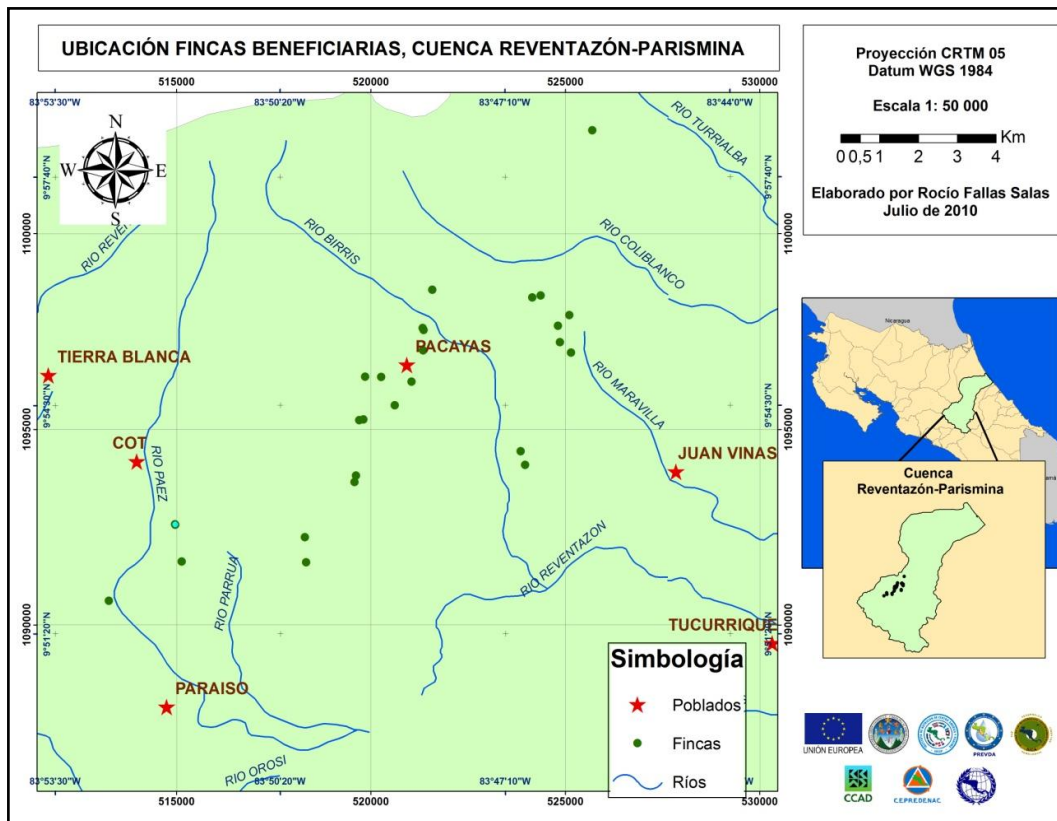 UBICACIÓN FINCAS BENEFICIARIAS, CUENCA REVENTAZÓN-PARISMINA
515000 520000 525000 530000
83°53'30"W 83°50'20"W 83°47'10"W 83°44'0"W
N
W E
S
9°57'40"N 9°57'40"N
1100000 1100000
9°54'30"N 9°54'30"N
1095000 1095000
1090000 1090000
9°51'20"N 9°51'20"N
RIO TURRIALBA
RIO REVE
RIO BIRRIS
RIO COLIBLANCO
TIERRA BLANCA
PACAYAS
RIO MARAVILLA
COT
RIO PAEZ
JUAN VINAS
RIO REVENTAZON
RIO PARRUA
TUCURRIQUE
PARAISO
RIO OROSI
Simbología
Poblados
Fincas
Ríos
83°53'30"W 83°50'20"W 83°47'10"W
515000 520000 525000 530000
Proyección CRTM 05
Datum WGS 1984
Escala 1: 50 000
Km
0 0,5 1 2 3 4
Elaborado por Rocío Fallas Salas
Julio de 2010
Nicaragua
Cuenca
Reventazón-Parismina
UNIÓN EUROPEA
PREVDA
CCAD
C.E.P.R.E.D.E.N.A.C.